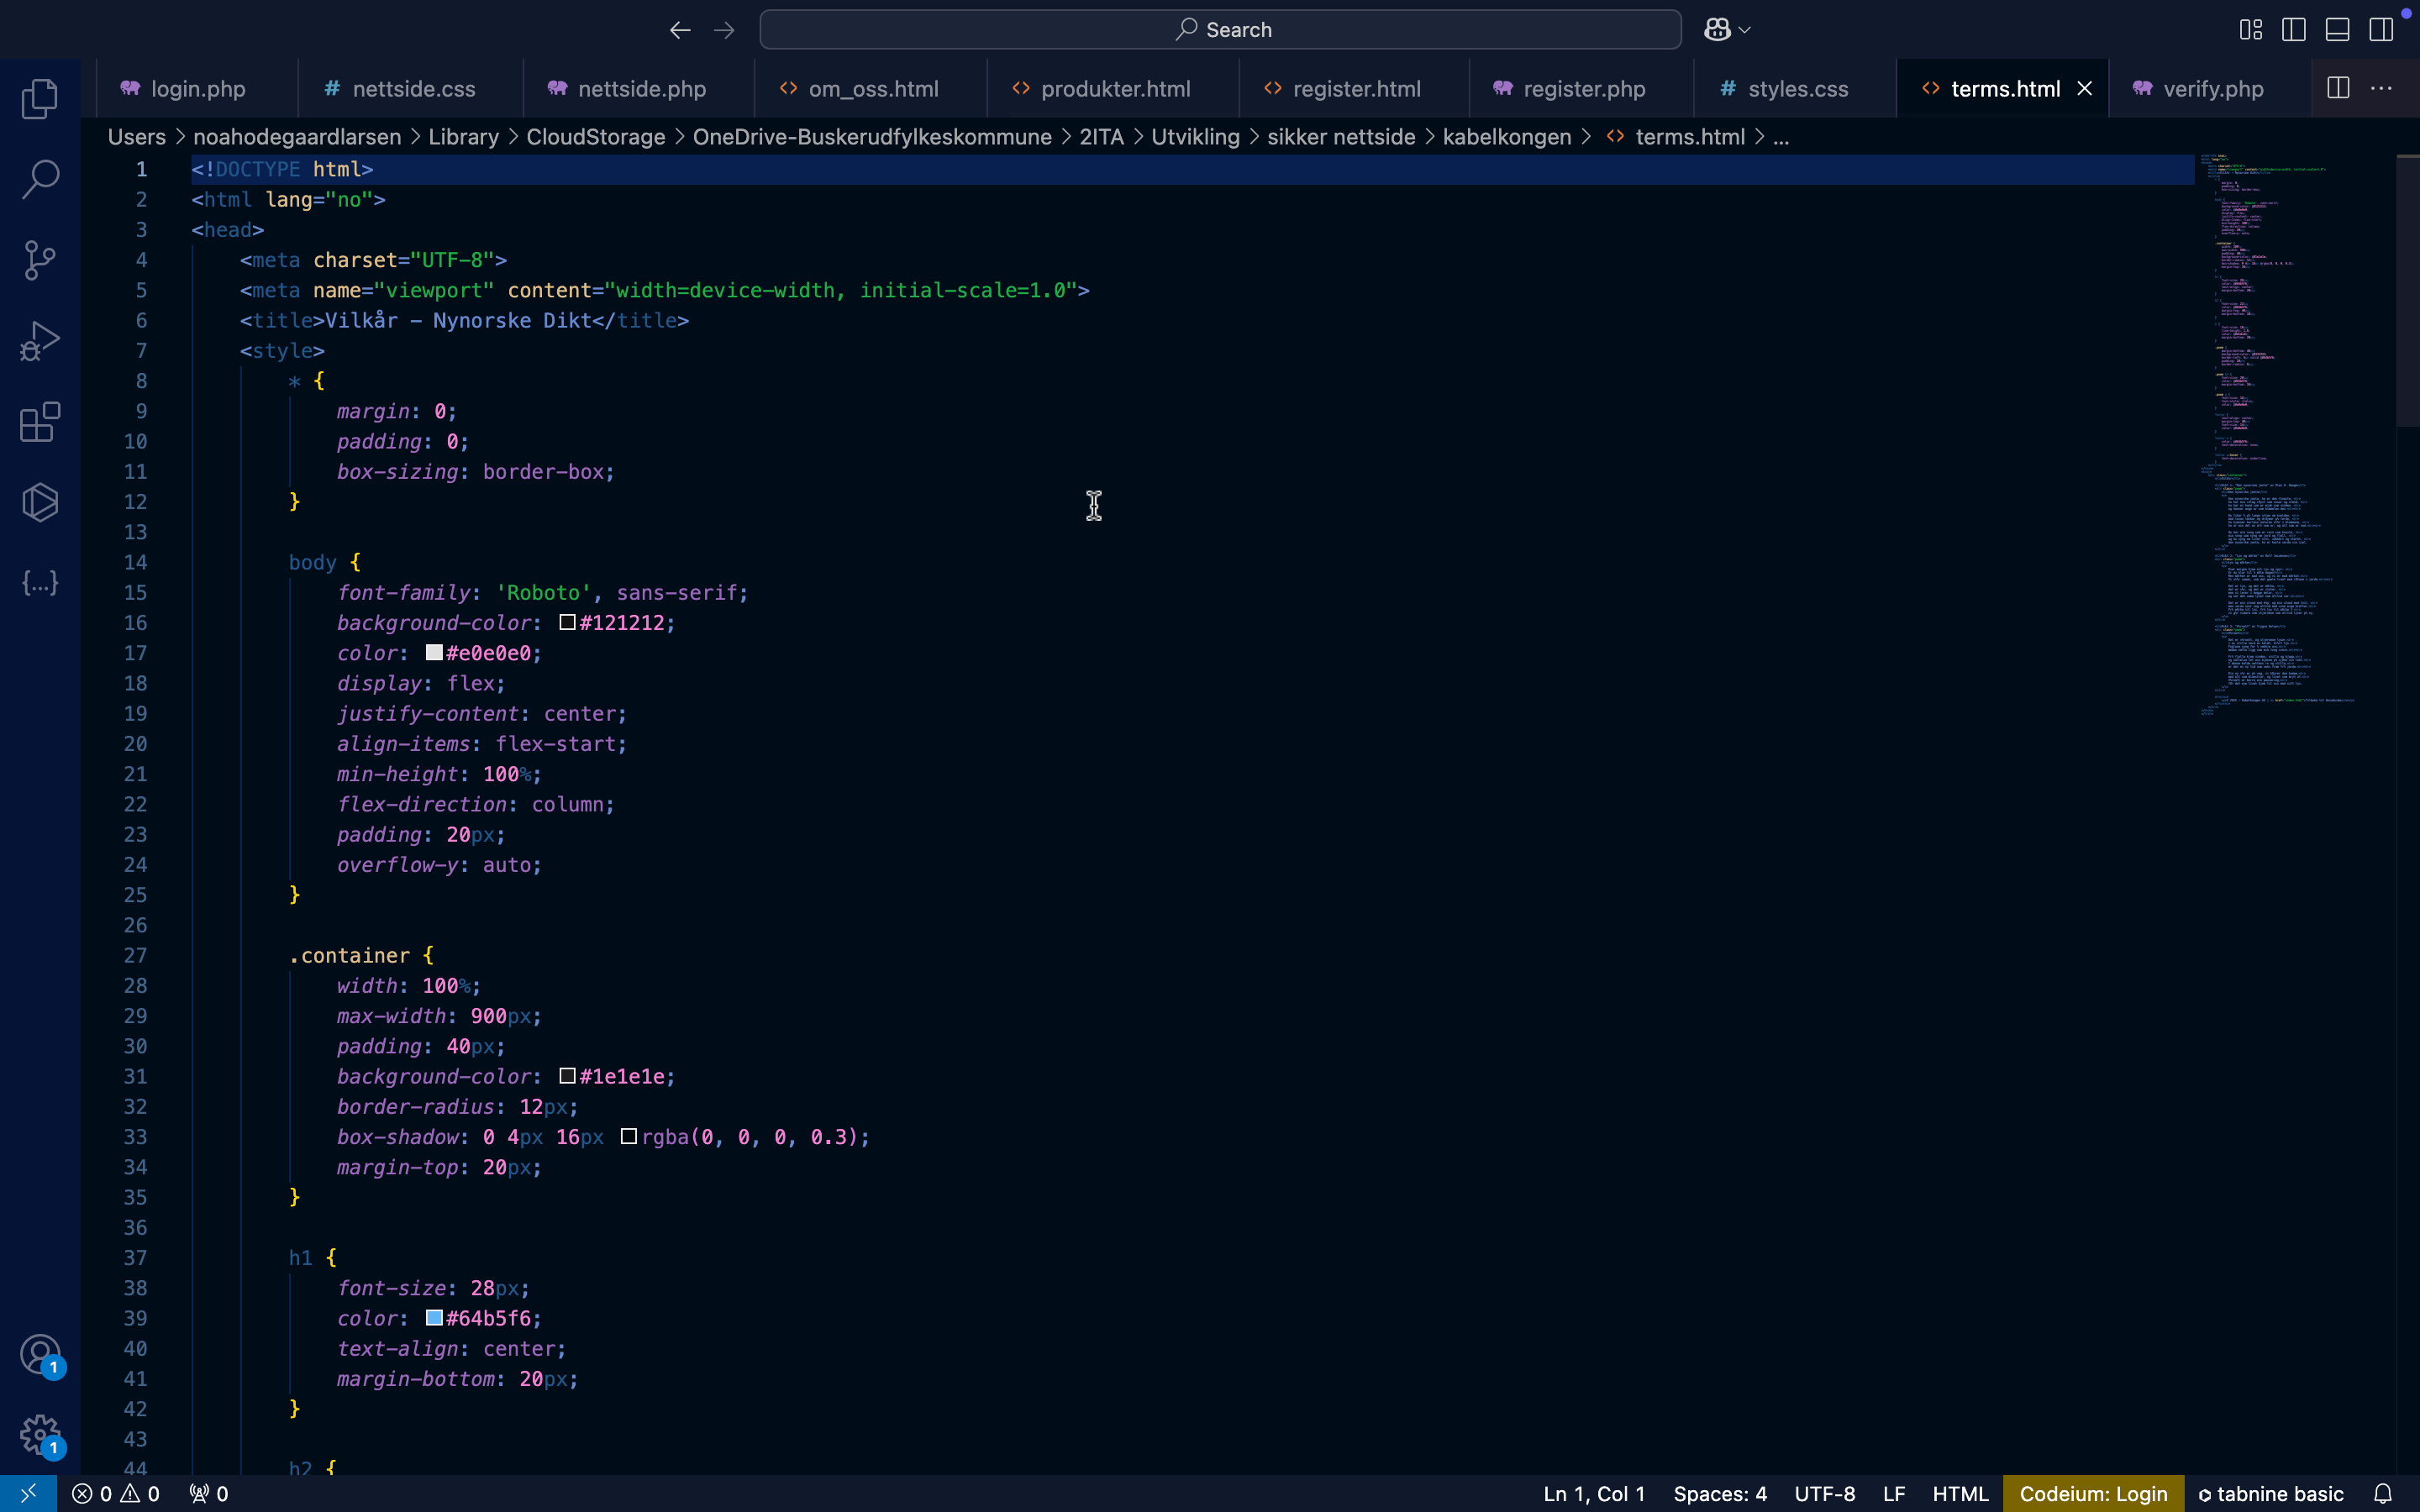 Search
login.php
nettside.css
nettside.php
om_oss.html
produkter.html
register.html
register.php
styles.css
terms.html
verify.php
Users > noahodegaardlarsen > Library > CloudStorage > OneDrive-Buskerudfylkeskommune > 2ITA > Utvikling > sikker nettside > kabelkongen > terms.html > ...
1 <!DOCTYPE html>
2 <html lang="no">
3 <head>
4 <meta charset="UTF-8">
5 <meta name="viewport" content="width=device-width, initial-scale=1.0">
6 <title>Vilkår – Nynorske Dikt</title>
7 <style>
8 * {
9 margin: 0;
10 padding: 0;
11 box-sizing: border-box;
12 }
13
14 body {
15 font-family: 'Roboto', sans-serif;
16 background-color: #121212;
17 color: #e0e0e0;
18 display: flex;
19 justify-content: center;
20 align-items: flex-start;
21 min-height: 100%;
22 flex-direction: column;
23 padding: 20px;
24 overflow-y: auto;
25 }
26
27 .container {
28 width: 100%;
29 max-width: 900px;
30 padding: 40px;
31 background-color: #1e1e1e;
32 border-radius: 12px;
33 box-shadow: 0 4px 16px rgba(0, 0, 0, 0.3);
34 margin-top: 20px;
35 }
36
37 h1 {
38 font-size: 28px;
39 color: #64b5f6;
40 text-align: center;
41 margin-bottom: 20px;
42 }
43
44 h2 {
1
1
0 0 0
Ln 1, Col 1 Spaces: 4 UTF-8 LF HTML Codeium: Login tabnine basic